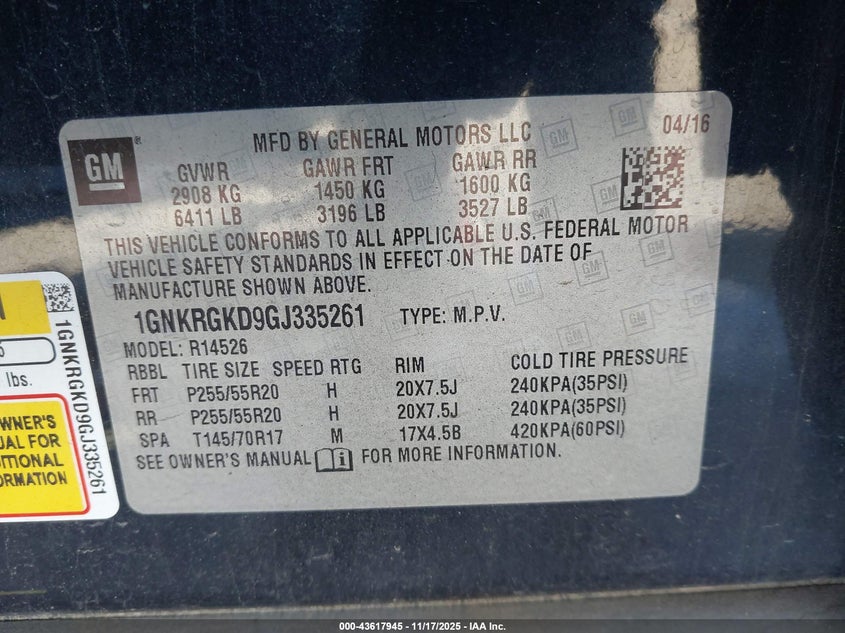 GM
MFD BY GENERAL MOTORS LLC
04/16
GVWR GAWR FRT GAWR RR
2908 KG 1450 KG 1600 KG
6411 LB 3196 LB 3527 LB
THIS VEHICLE CONFORMS TO ALL APPLICABLE U.S. FEDERAL MOTOR
VEHICLE SAFETY STANDARDS IN EFFECT ON THE DATE OF
MANUFACTURE SHOWN ABOVE.
1GNKRGKD9GJ335261 TYPE: M.P.V.
MODEL: R14526
RBBL TIRE SIZE SPEED RTG RIM COLD TIRE PRESSURE
FRT P255/55R20 H 20X7.5J 240KPA(35PSI)
RR P255/55R20 H 20X7.5J 240KPA(35PSI)
SPA T145/70R17 M 17X4.5B 420KPA(60PSI)
SEE OWNER'S MANUAL i FOR MORE INFORMATION.
lbs.
1GNKRGKD9GJ335261
000-43617945 - 11/17/2025 - IAA Inc.